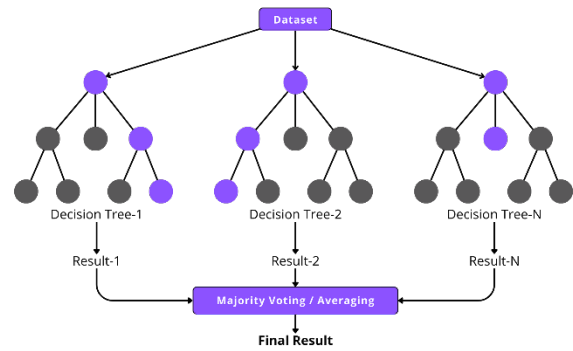 Dataset
Decision Tree-1
Decision Tree-2
Decision Tree-N
Result-1
Result-2
Result-N
Majority Voting / Averaging
Final Result